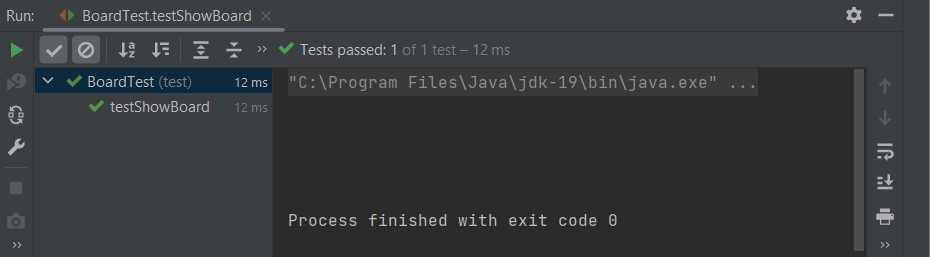 Run: BoardTest.testShowBoard
Tests passed: 1 of 1 test – 12 ms
BoardTest (test) 12 ms
testShowBoard 12 ms
"C:\Program Files\Java\jdk-19\bin\java.exe" ...
Process finished with exit code 0